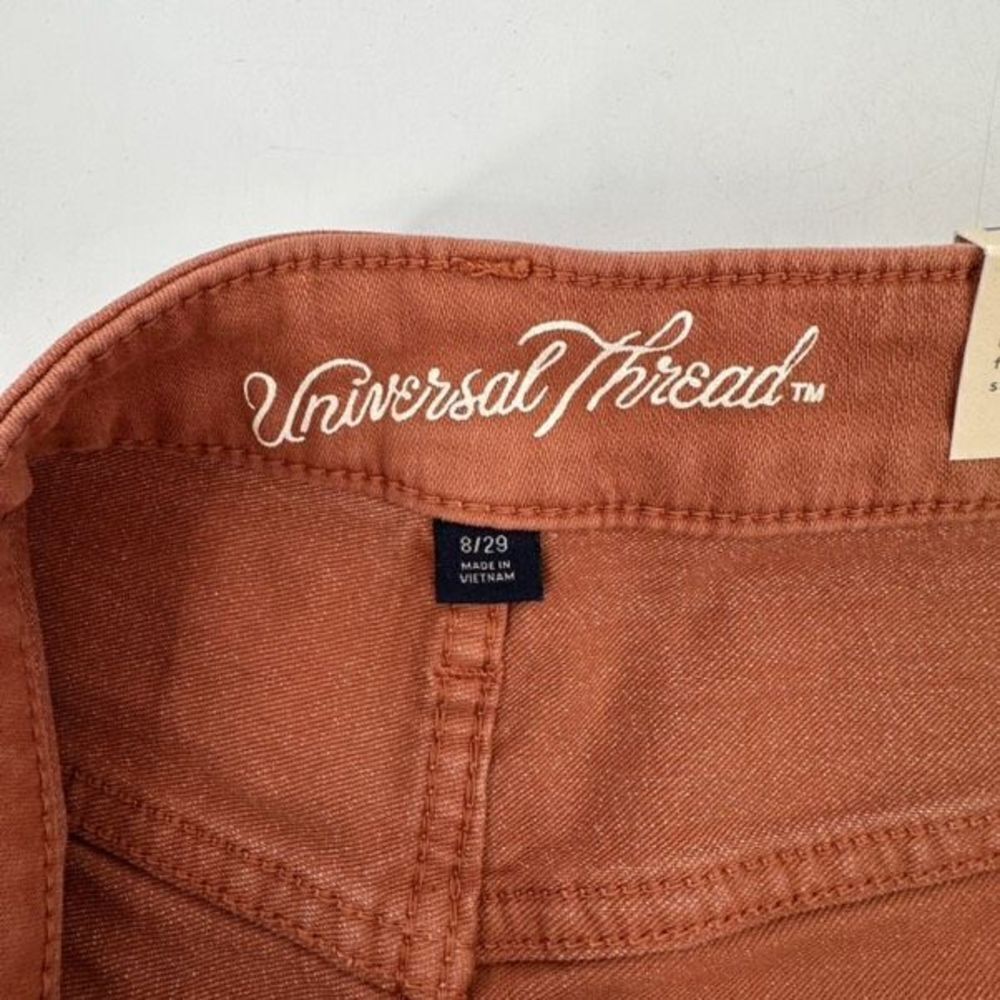 Universal Thread™
8/29
MADE IN
VIETNAM